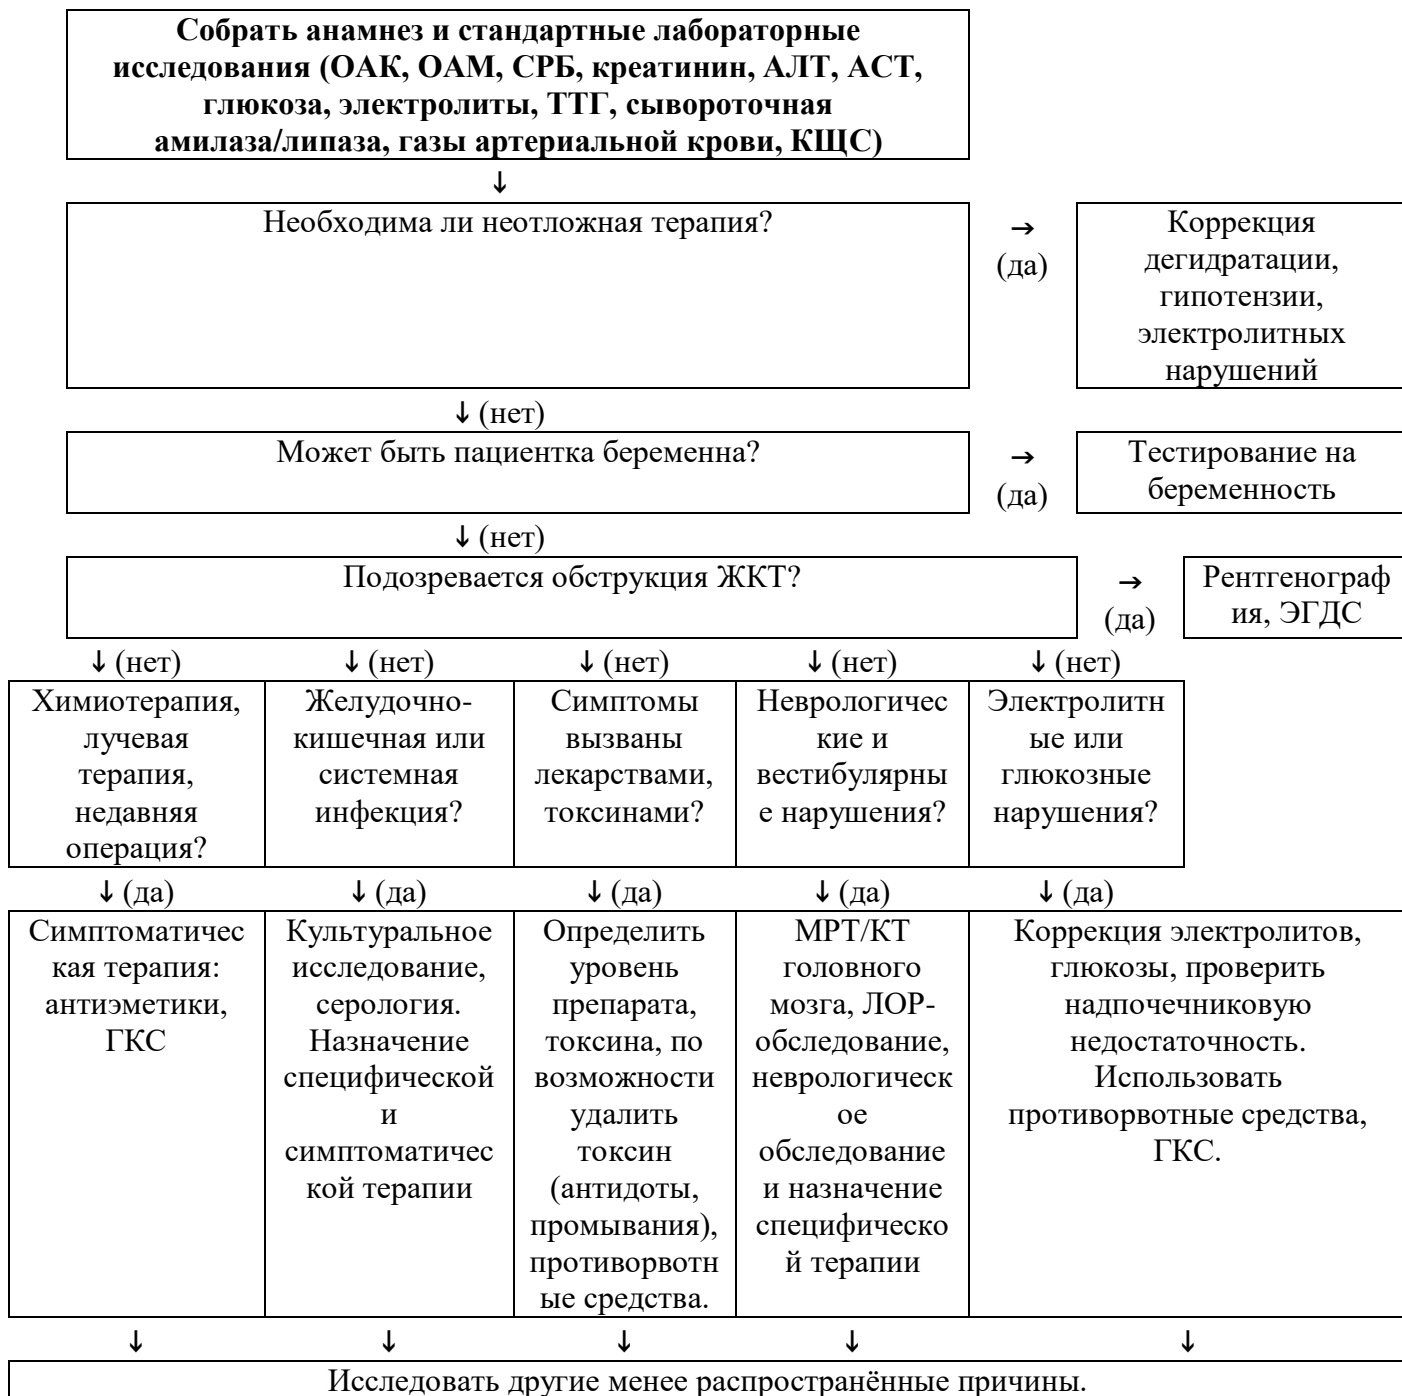 Собрать анамнез и стандартные лабораторные
исследования (ОАК, ОАМ, СРБ, креатинин, АЛТ, АСТ,
глюкоза, электролиты, ТТГ, сывороточная
амилаза/липаза, газы артериальной крови, КЩС)
↓
Необходима ли неотложная терапия?
→
(да)
Коррекция
дегидратации,
гипотензии,
электролитных
нарушений
↓ (нет)
Может быть пациентка беременна?
→
(да)
Тестирование на
беременность
↓ (нет)
Подозревается обструкция ЖКТ?
→
(да)
Рентгенограф
ия, ЭГДС
↓ (нет) ↓ (нет) ↓ (нет) ↓ (нет) ↓ (нет)
Химиотерапия,
лучевая
терапия,
недавняя
операция?
Желудочно-
кишечная или
системная
инфекция?
Симптомы
вызваны
лекарствами,
токсинами?
Неврологичес
кие и
вестибулярны
е нарушения?
Электролитн
ые или
глюкозные
нарушения?
↓ (да) ↓ (да) ↓ (да) ↓ (да) ↓ (да)
Симптоматичес
кая терапия:
антиэметики,
ГКС
Культуральное
исследование,
серология.
Назначение
специфической
и
симптоматичес
кой терапии
Определить
уровень
препарата,
токсина, по
возможности
удалить
токсин
(антидоты,
промывания),
противорвотн
ые средства.
МРТ/КТ
головного
мозга, ЛОР-
обследование,
неврологическ
ое
обследование
и назначение
специфическо
й терапии
Коррекция электролитов,
глюкозы, проверить
надпочечниковую
недостаточность.
Использовать
противорвотные средства,
ГКС.
↓ ↓ ↓ ↓ ↓
Исследовать другие менее распространённые причины.